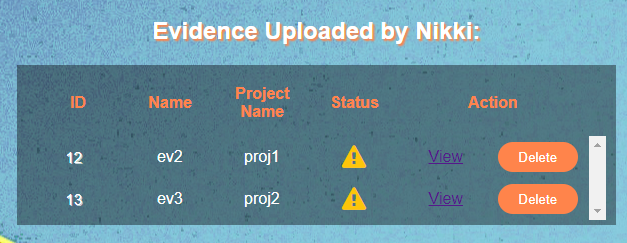 Evidence Uploaded by Nikki:
ID Name Project Name Status Action
12 ev2 proj1 View Delete
13 ev3 proj2 View Delete